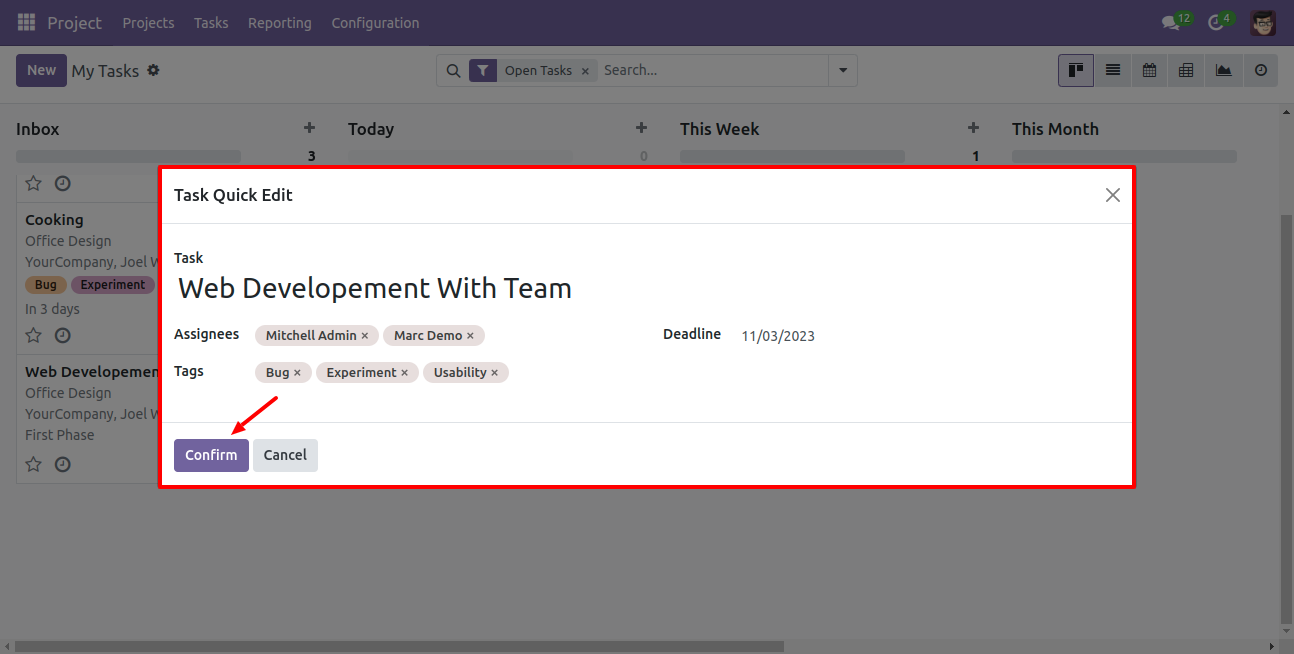 Project Projects Tasks Reporting Configuration 12 4
New My Tasks Open Tasks × Search...
Inbox + Today + This Week + This Month
3 0 1
Task Quick Edit
Cooking
Office Design
YourCompany, Joel W
Bug Experiment
In 3 days
Web Developemen
Office Design
YourCompany, Joel W
First Phase
Task
Web Developement With Team
Assignees Mitchell Admin × Marc Demo × Deadline 11/03/2023
Tags Bug × Experiment × Usability ×
Confirm Cancel